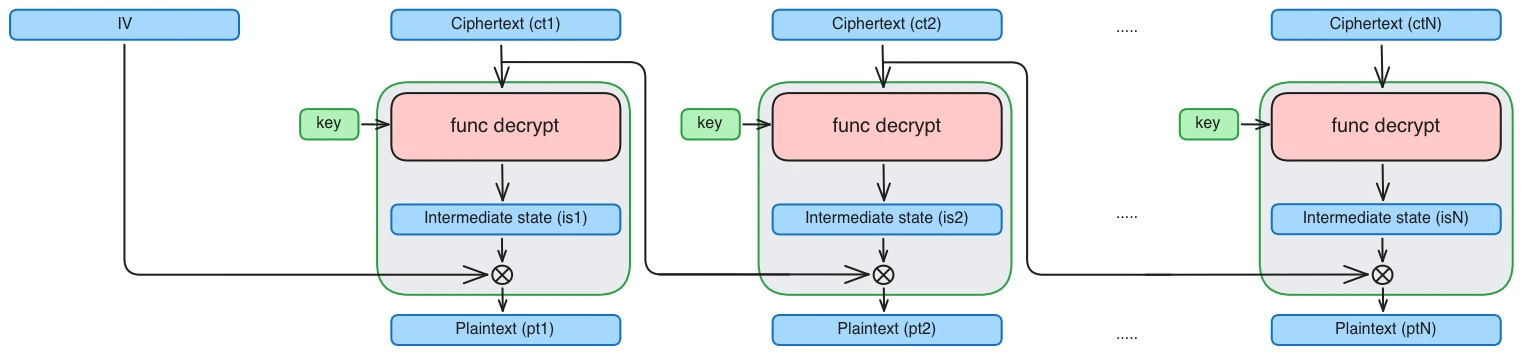 IV
Ciphertext (ct1)
Ciphertext (ct2)
.....
Ciphertext (ctN)
key
func decrypt
key
func decrypt
key
func decrypt
Intermediate state (is1)
Intermediate state (is2)
.....
Intermediate state (isN)
Plaintext (pt1)
Plaintext (pt2)
.....
Plaintext (ptN)